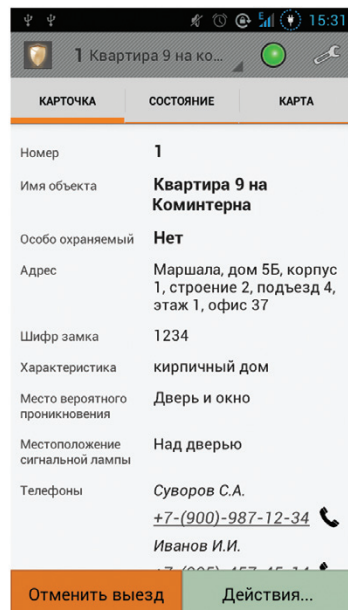 15:31
1 Квартира 9 на ко...
КАРТОЧКА СОСТОЯНИЕ КАРТА
Номер 1
Имя объекта Квартира 9 на
Коминтерна
Особо охраняемый Нет
Адрес Маршала, дом 5Б, корпус
1, строение 2, подъезд 4,
этаж 1, офис 37
Шифр замка 1234
Характеристика кирпичный дом
Место вероятного Дверь и окно
проникновения
Местоположение Над дверью
сигнальной лампы
Телефоны Суворов С.А.
+7-(900)-987-12-34
Иванов И.И.
Отменить выезд Действия...